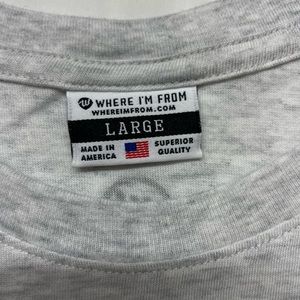 WHERE I'M FROM
WHEREIMFROM.COM
LARGE
MADE IN
AMERICA
SUPERIOR
QUALITY